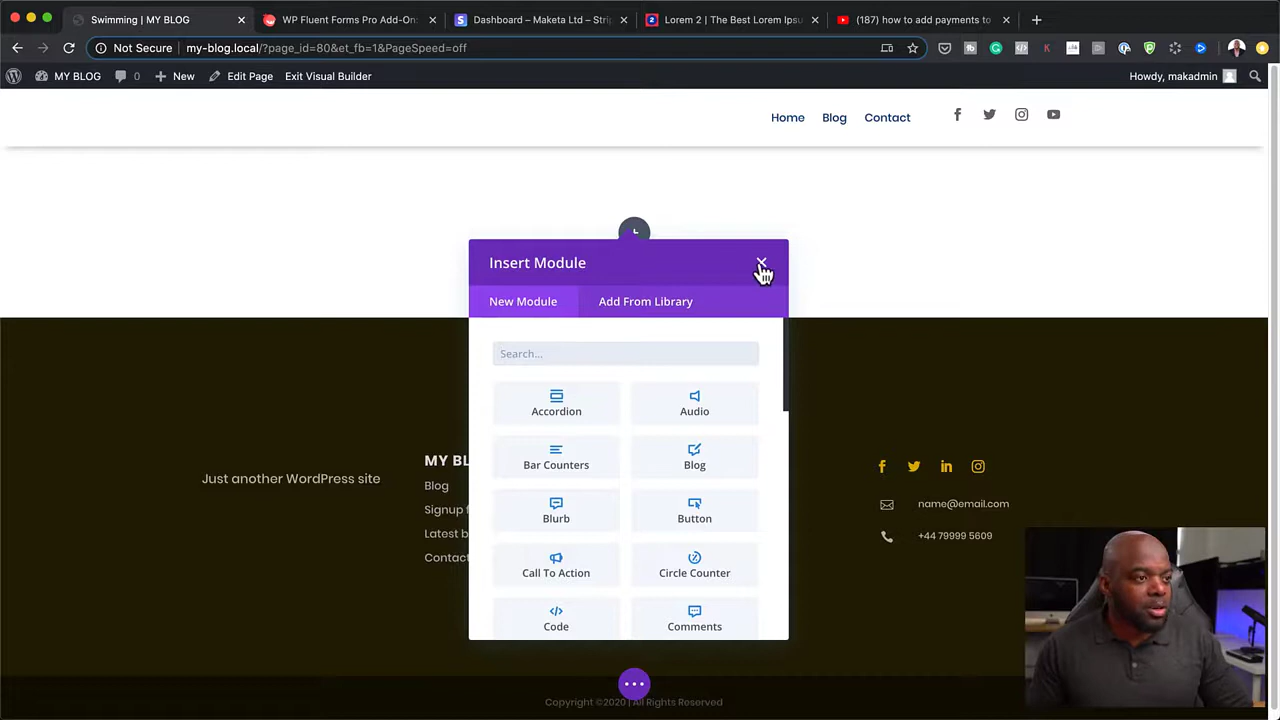 Swimming | MY BLOG
WP Fluent Forms Pro Add-On:
Dashboard – Maketa Ltd – Strip
Lorem 2 | The Best Lorem Ipsu
(187) how to add payments to
Not Secure
my-blog.local/?page_id=80&et_fb=1&PageSpeed=off
MY BLOG
0
New
Edit Page
Exit Visual Builder
Howdy, makadmin
Home
Blog
Contact
Insert Module
New Module
Add From Library
Search...
Accordion
Audio
Bar Counters
Blog
Blurb
Button
Call To Action
Circle Counter
Code
Comments
Just another WordPress site
MY BL
Blog
Signup f
Latest b
Contact
name@email.com
+44 79999 5609
Copyright ©2020 | All Rights Reserved